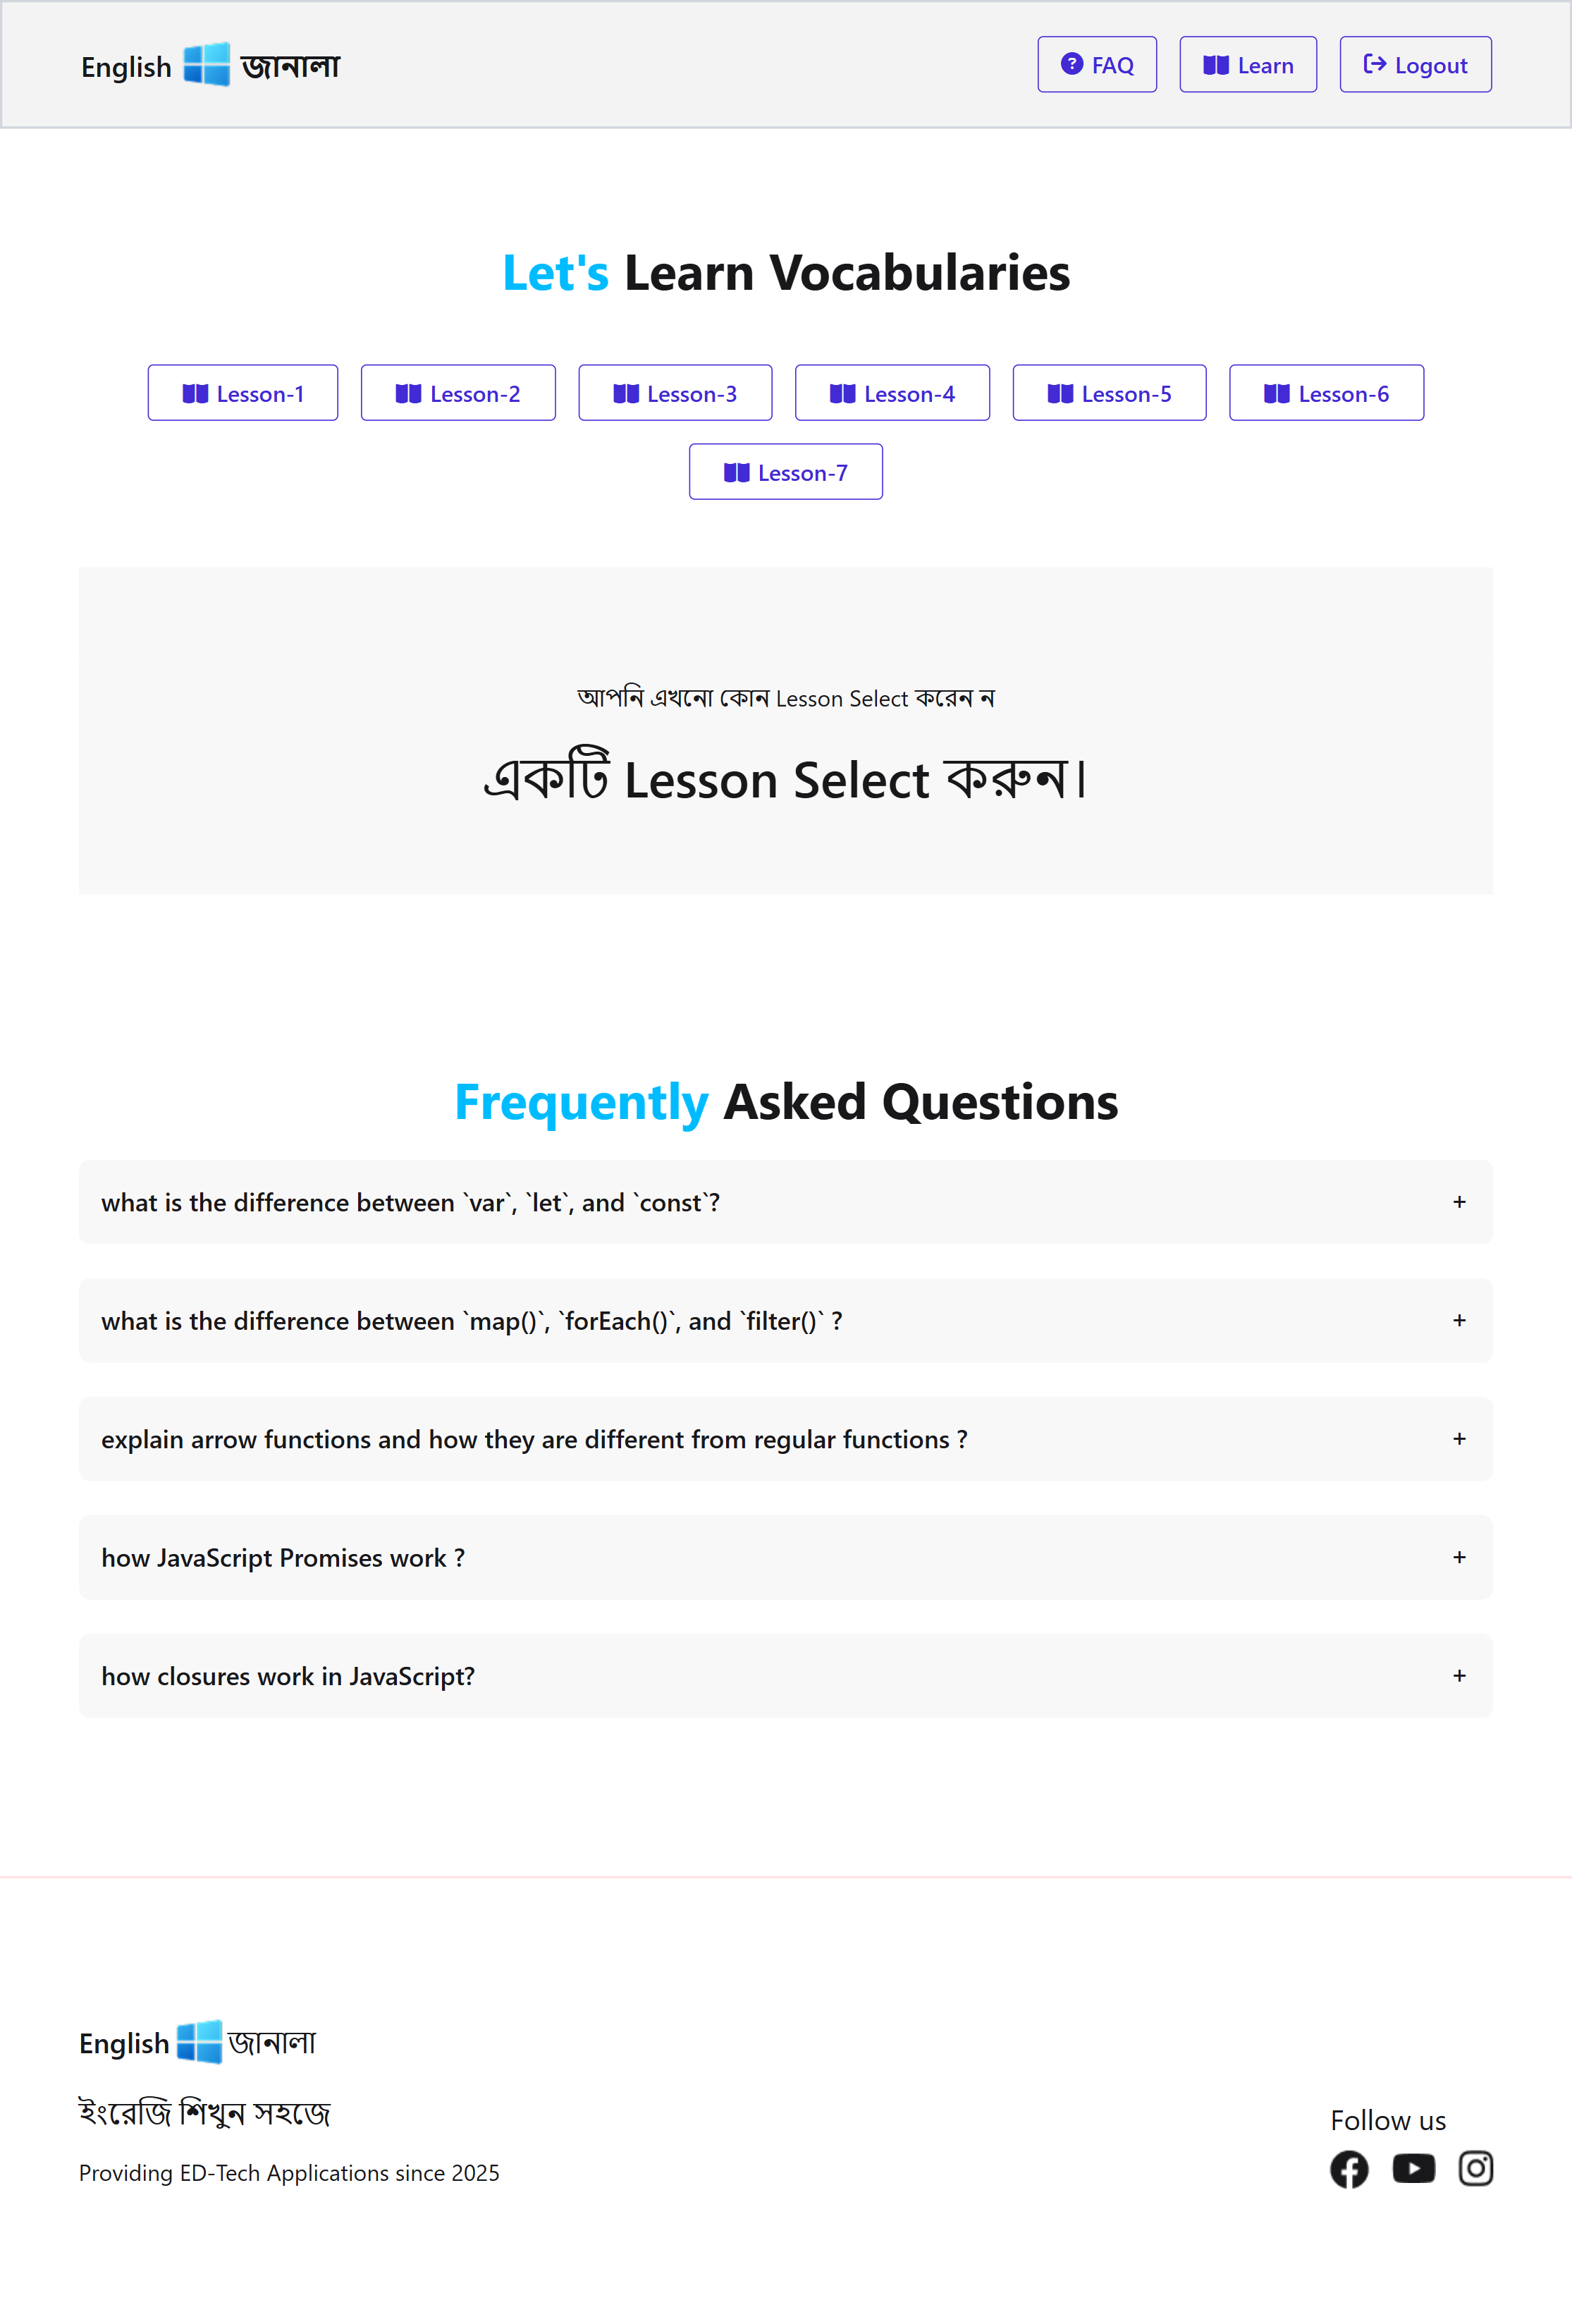 English জানালা
FAQ Learn Logout
Let's Learn Vocabularies
Lesson-1 Lesson-2 Lesson-3 Lesson-4 Lesson-5 Lesson-6
Lesson-7
আপনি এখনো কোন Lesson Select করেন ন
একটি Lesson Select করুন।
Frequently Asked Questions
what is the difference between `var`, `let`, and `const`? +
what is the difference between `map()`, `forEach()`, and `filter()` ? +
explain arrow functions and how they are different from regular functions ? +
how JavaScript Promises work ? +
how closures work in JavaScript? +
English জানালা
ইংরেজি শিখুন সহজে
Providing ED-Tech Applications since 2025
Follow us